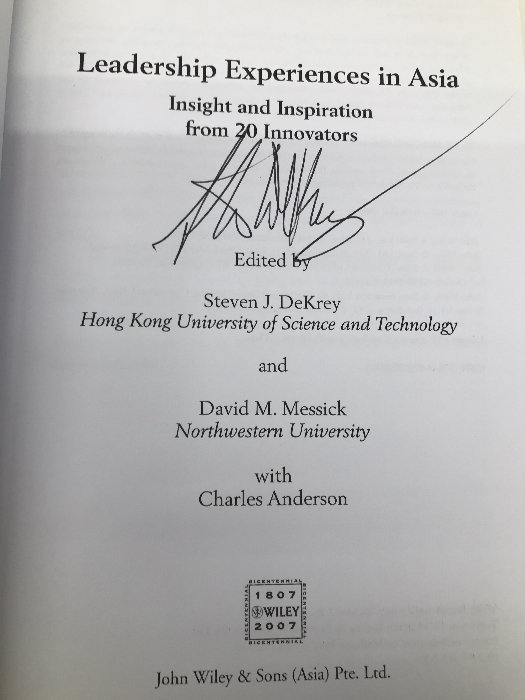 Leadership Experiences in Asia
Insight and Inspiration
from 20 Innovators
Edited by
Steven J. DeKrey
Hong Kong University of Science and Technology
and
David M. Messick
Northwestern University
with
Charles Anderson
BICENTENNIAL
1807
WILEY
2007
BICENTENNIAL
BICENTENNIAL
BICENTENNIAL
John Wiley & Sons (Asia) Pte. Ltd.